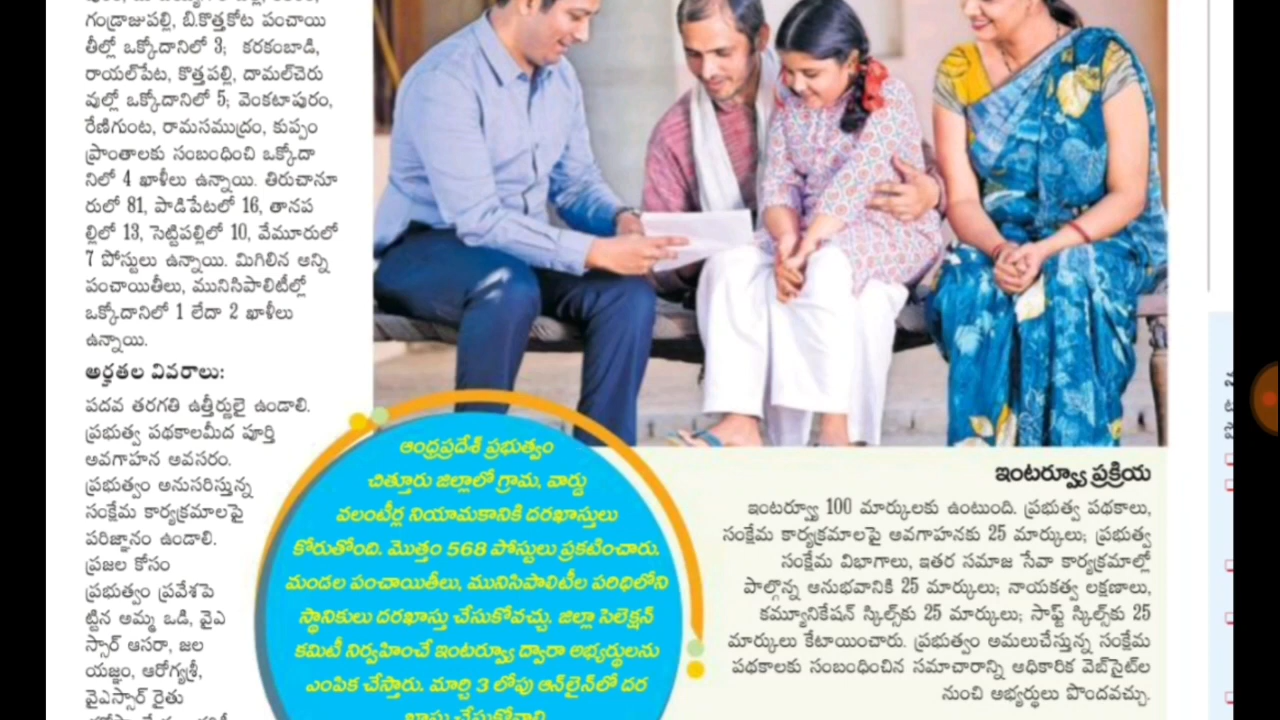 గండ్రాజుపల్లి, బి.కొత్తకోట పంచాయి
తీల్లో ఒక్కోదానిలో 3; కరకంబాడి,
రాయల్‌పేట, కొత్తపల్లి, దామల్‌చెరు
వుల్లో ఒక్కోదానిలో 5; వెంకటాపురం,
రేణిగుంట, రామసముద్రం, కుప్పం
ప్రాంతాలకు సంబంధించి ఒక్కోదా
నిలో 4 ఖాళీలు ఉన్నాయి. తిరుచానూ
రులో 81, పాడిపేటలో 16, తానప
ల్లిలో 13, సెట్టిపల్లిలో 10, వేమూరులో
7 పోస్టులు ఉన్నాయి. మిగిలిన అన్ని
పంచాయితీలు, మునిసిపాలిటీల్లో
ఒక్కోదానిలో 1 లేదా 2 ఖాళీలు
ఉన్నాయి.
అర్హతల వివరాలు:
పదవ తరగతి ఉత్తీర్ణులై ఉండాలి.
ప్రభుత్వ పథకాలమీద పూర్తి
అవగాహన అవసరం.
ప్రభుత్వం అనుసరిస్తున్న
సంక్షేమ కార్యక్రమాలపై
పరిజ్ఞానం ఉండాలి.
ప్రజల కోసం
ప్రభుత్వం ప్రవేశపె
ట్టిన అమ్మ ఒడి, వైఎ
స్సార్ ఆసరా, జల
యజ్ఞం, ఆరోగ్యశ్రీ,
వైఎస్సార్ రైతు
ఆంధ్రప్రదేశ్ ప్రభుత్వం
చిత్తూరు జిల్లాలో గ్రామ, వార్డు
వలంటీర్ల నియామకానికి దరఖాస్తులు
కోరుతోంది. మొత్తం 568 పోస్టులు ప్రకటించారు.
మండల పంచాయితీలు, మునిసిపాలిటీల పరిధిలోని
స్థానికులు దరఖాస్తు చేసుకోవచ్చు. జిల్లా సెలెక్షన్
కమిటీ నిర్వహించే ఇంటర్వ్యూ ద్వారా అభ్యర్థులను
ఎంపిక చేస్తారు. మార్చి 3 లోపు ఆన్‌లైన్‌లో దర
ఖాస్తు చేసుకోవాలి.
ఇంటర్వ్యూ ప్రక్రియ
ఇంటర్వ్యూ 100 మార్కులకు ఉంటుంది. ప్రభుత్వ పథకాలు,
సంక్షేమ కార్యక్రమాలపై అవగాహనకు 25 మార్కులు; ప్రభుత్వ
సంక్షేమ విభాగాలు, ఇతర సమాజ సేవా కార్యక్రమాల్లో
పాల్గొన్న అనుభవానికి 25 మార్కులు; నాయకత్వ లక్షణాలు,
కమ్యూనికేషన్ స్కిల్స్‌కు 25 మార్కులు; సాఫ్ట్ స్కిల్స్‌కు 25
మార్కులు కేటాయించారు. ప్రభుత్వం అమలుచేస్తున్న సంక్షేమ
పథకాలకు సంబంధించిన సమాచారాన్ని అధికారిక వెబ్‌సైట్‌ల
నుంచి అభ్యర్థులు పొందవచ్చు.